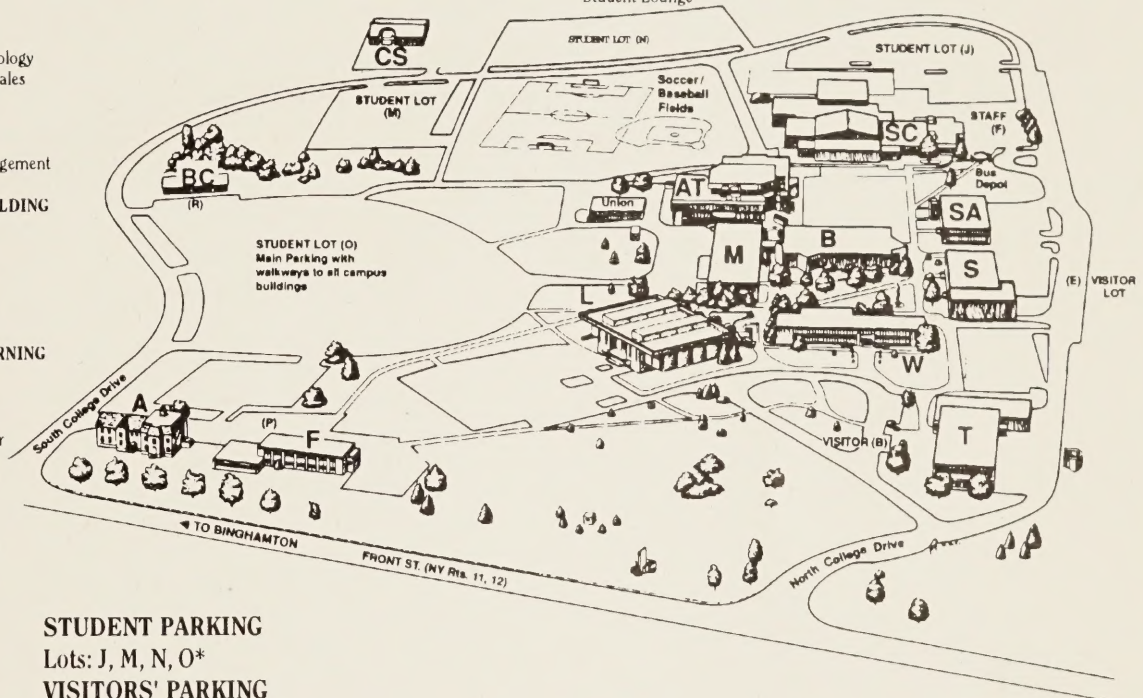 Student Lounge
ology
ales
gement
LDING
RNING
r
CS
STUDENT LOT (N)
STUDENT LOT (J)
STUDENT LOT
(M)
Soccer/
Baseball
Fields
STAFF
(F)
SC
BC
(R)
AT
Union
Bus
Depot
SA
B
M
S
STUDENT LOT (O)
Main Parking with
walkways to all campus
buildings
(E) VISITOR
LOT
L
W
South College Drive
A
(P)
F
VISITOR (B)
T
◄ TO BINGHAMTON
FRONT ST. (NY Rts. 11, 12)
North College Drive
STUDENT PARKING
Lots: J, M, N, O*
VISITORS' PARKING